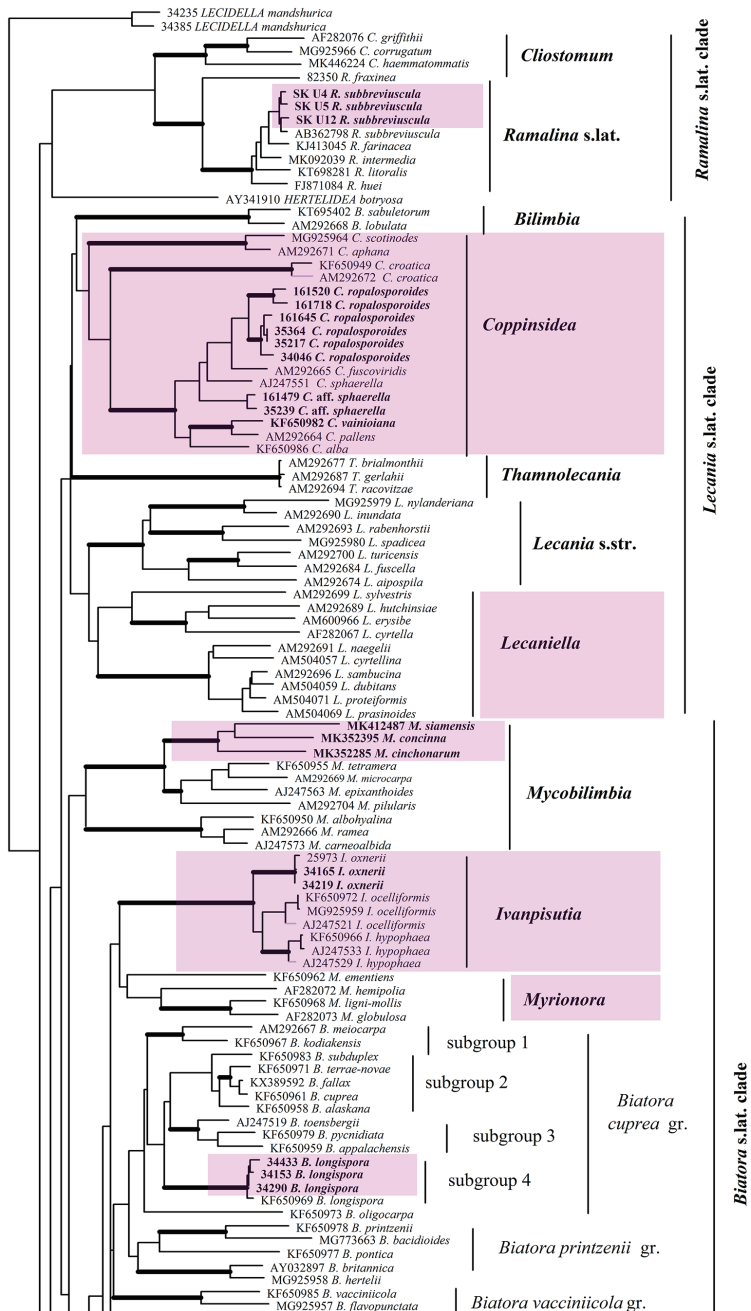 34235 LECIDELLA mandshurica
34385 LECIDELLA mandshurica
AF282076 C. griffithii
MG925966 C. corrugatum
MK446224 C. haemmatommatis
Cliostomum
82350 R. fraxinea
SK U4 R. subbreviuscula
SK U5 R. subbreviuscula
SK U12 R. subbreviuscula
AB362798 R. subbreviuscula
KJ413045 R. farinacea
MK092039 R. intermedia
KT698281 R. litoralis
FJ871084 R. huei
Ramalina s.lat.
AY341910 HERTELIDEA botryosa
Ramalina s.lat. clade
KT695402 B. sabuletorum
AM292668 B. lobulata
Bilimbia
MG925964 C. scotinodes
AM292671 C. aphana
KF650949 C. croatica
AM292672 C. croatica
161520 C. ropalosporoides
161718 C. ropalosporoides
161645 C. ropalosporoides
35364 C. ropalosporoides
35217 C. ropalosporoides
34046 C. ropalosporoides
AM292665 C. fuscoviridis
AJ247551 C. sphaerella
161479 C. aff. sphaerella
35239 C. aff. sphaerella
KF650982 C. vainioiana
AM292664 C. pallens
KF650986 C. alba
Coppinsidea
AM292677 T. brialmonthii
AM292687 T. gerlahii
AM292694 T. racovitzae
Thamnolecania
MG925979 L. nylanderiana
AM292690 L. inundata
AM292693 L. rabenhorstii
MG925980 L. spadicea
AM292700 L. turicensis
AM292684 L. fuscella
AM292674 L. aipospila
Lecania s.str.
AM292699 L. sylvestris
AM292689 L. hutchinsiae
AM600966 L. erysibe
AF282067 L. cyrtella
AM292691 L. naegelii
AM504057 L. cyrtellina
AM292696 L. sambucina
AM504059 L. dubitans
AM504071 L. proteiformis
AM504069 L. prasinoides
Lecaniella
Lecania s.lat. clade
MK412487 M. siamensis
MK352395 M. concinna
MK352285 M. cinchonarum
KF650955 M. tetramera
AM292669 M. microcarpa
AJ247563 M. epixanthoides
AM292704 M. pilularis
KF650950 M. albohyalina
AM292666 M. ramea
AJ247573 M. carneoalbida
Mycobilimbia
25973 I. oxnerii
34165 I. oxnerii
34219 I. oxnerii
KF650972 I. ocelliformis
MG925959 I. ocelliformis
AJ247521 I. ocelliformis
KF650966 I. hypophaea
AJ247533 I. hypophaea
AJ247529 I. hypophaea
Ivanpisutia
KF650962 M. ementiens
AF282072 M. hemipolia
KF650968 M. ligni-mollis
AF282073 M. globulosa
Myrionora
AM292667 B. meiocarpa
KF650967 B. kodiakensis
subgroup 1
KF650983 B. subduplex
KF650971 B. terrae-novae
KX389592 B. fallax
KF650961 B. cuprea
KF650958 B. alaskana
subgroup 2
AJ247519 B. toensbergii
KF650979 B. pycnidiata
KF650959 B. appalachensis
subgroup 3
34433 B. longispora
34153 B. longispora
34290 B. longispora
KF650969 B. longispora
subgroup 4
KF650973 B. oligocarpa
Biatora
cuprea gr.
KF650978 B. printzenii
MG773663 B. bacidioides
KF650977 B. pontica
AY032897 B. britannica
MG925958 B. hertelii
Biatora printzenii gr.
KF650985 B. vacciniicola
MG925957 B. flavopunctata
Biatora vacciniicola gr.
Biatora s.lat. clade